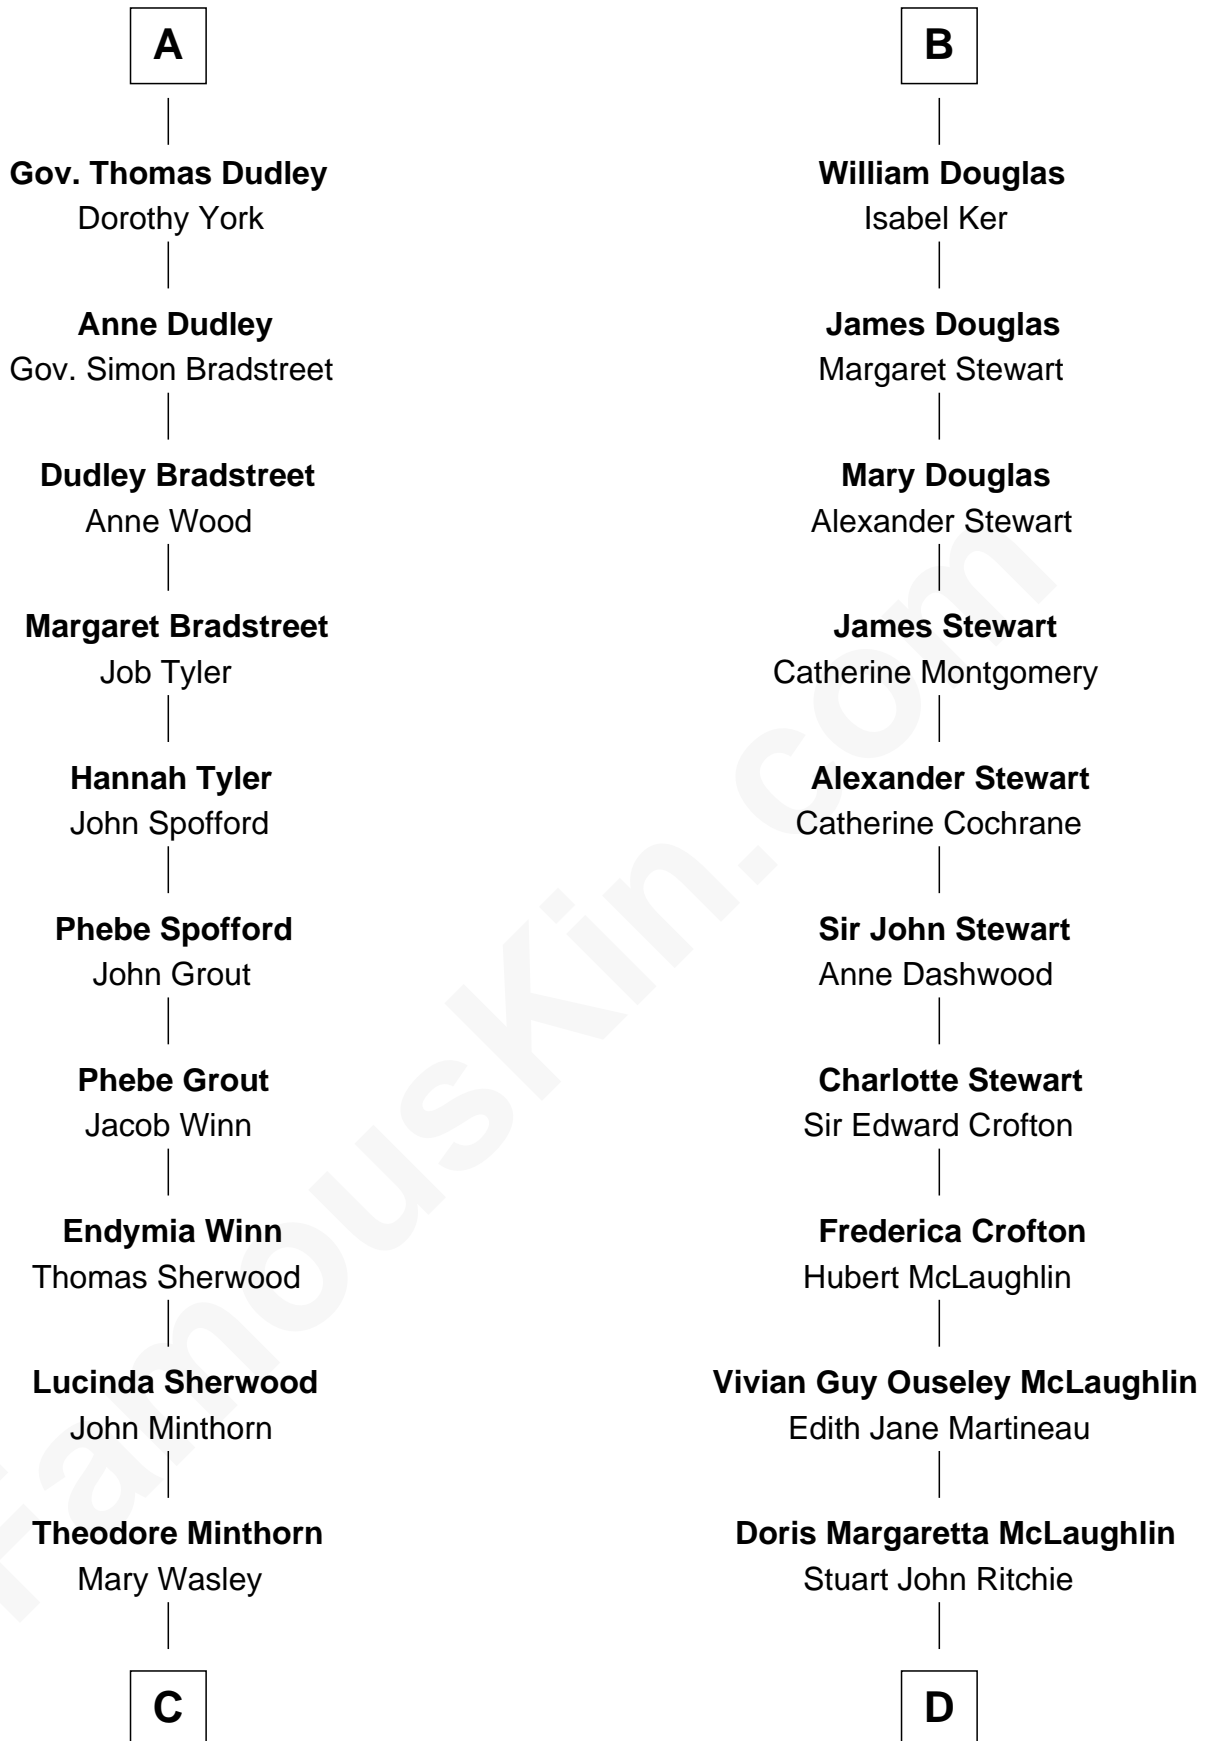 A
Gov. Thomas Dudley
Dorothy York
Anne Dudley
Gov. Simon Bradstreet
Dudley Bradstreet
Anne Wood
Margaret Bradstreet
Job Tyler
Hannah Tyler
John Spofford
Phebe Spofford
John Grout
Phebe Grout
Jacob Winn
Endymia Winn
Thomas Sherwood
Lucinda Sherwood
John Minthorn
Theodore Minthorn
Mary Wasley
C
B
William Douglas
Isabel Ker
James Douglas
Margaret Stewart
Mary Douglas
Alexander Stewart
James Stewart
Catherine Montgomery
Alexander Stewart
Catherine Cochrane
Sir John Stewart
Anne Dashwood
Charlotte Stewart
Sir Edward Crofton
Frederica Crofton
Hubert McLaughlin
Vivian Guy Ouseley McLaughlin
Edith Jane Martineau
Doris Margaretta McLaughlin
Stuart John Ritchie
D
FamousKin.com